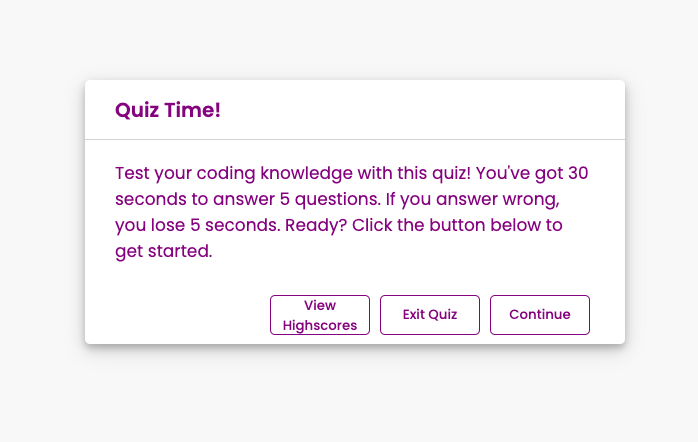 Quiz Time!
Test your coding knowledge with this quiz! You've got 30
seconds to answer 5 questions. If you answer wrong,
you lose 5 seconds. Ready? Click the button below to
get started.
View
Highscores
Exit Quiz
Continue